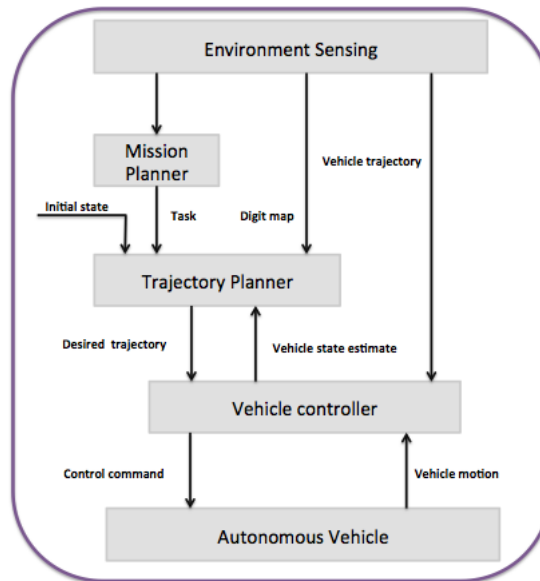 Environment Sensing
Mission
Planner
Vehicle trajectory
Initial state
Task
Digit map
Trajectory Planner
Desired trajectory
Vehicle state estimate
Vehicle controller
Control command
Vehicle motion
Autonomous Vehicle